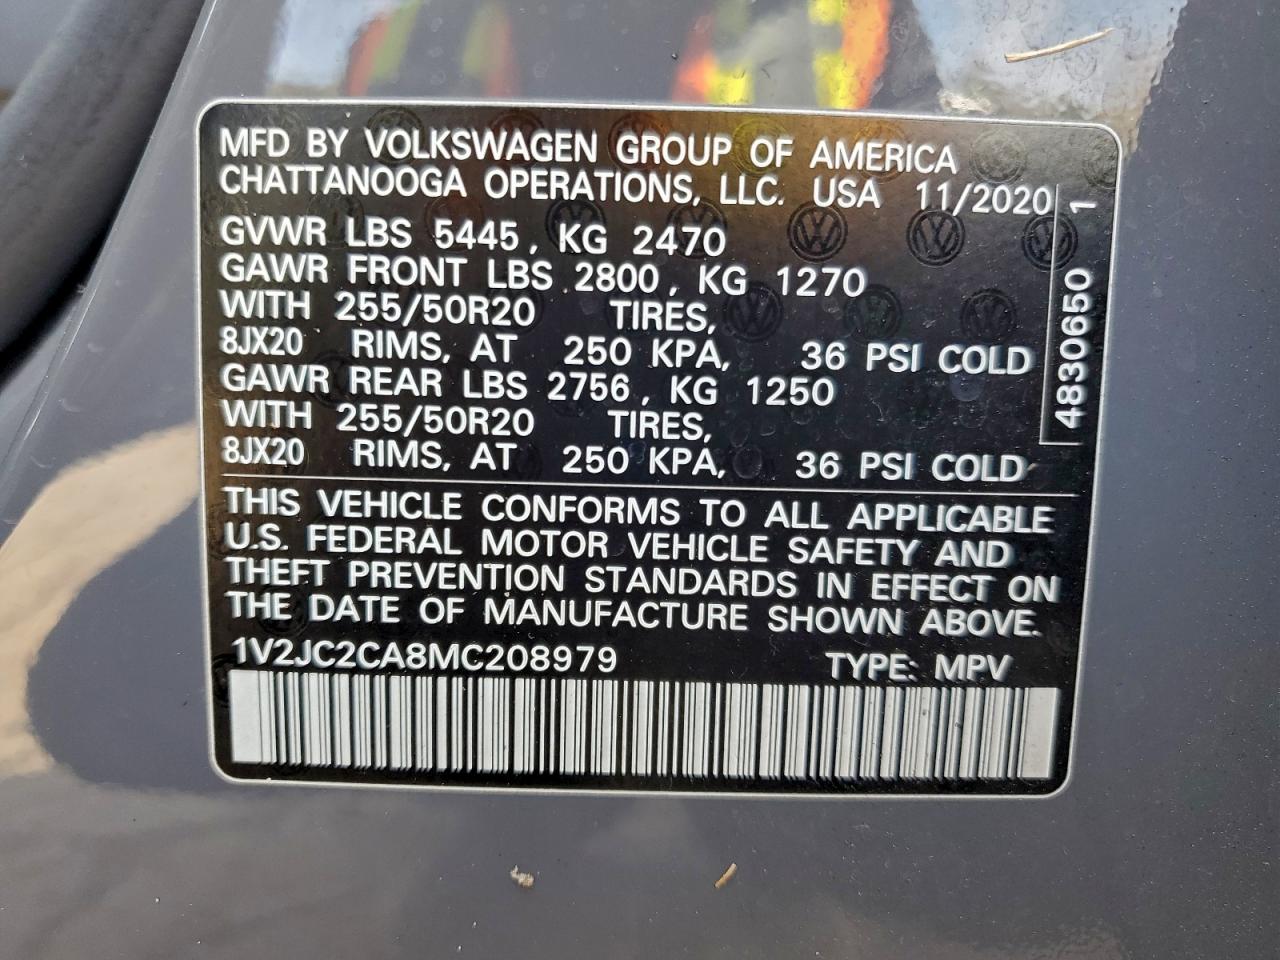 MFD BY VOLKSWAGEN GROUP OF AMERICA
CHATTANOOGA OPERATIONS, LLC. USA 11/2020
GVWR LBS 5445, KG 2470
GAWR FRONT LBS 2800, KG 1270
WITH 255/50R20 TIRES,
8JX20 RIMS, AT 250 KPA, 36 PSI COLD
GAWR REAR LBS 2756, KG 1250
WITH 255/50R20 TIRES,
8JX20 RIMS, AT 250 KPA, 36 PSI COLD
4830650 1
THIS VEHICLE CONFORMS TO ALL APPLICABLE
U.S. FEDERAL MOTOR VEHICLE SAFETY AND
THEFT PREVENTION STANDARDS IN EFFECT ON
THE DATE OF MANUFACTURE SHOWN ABOVE.
1V2JC2CA8MC208979 TYPE: MPV